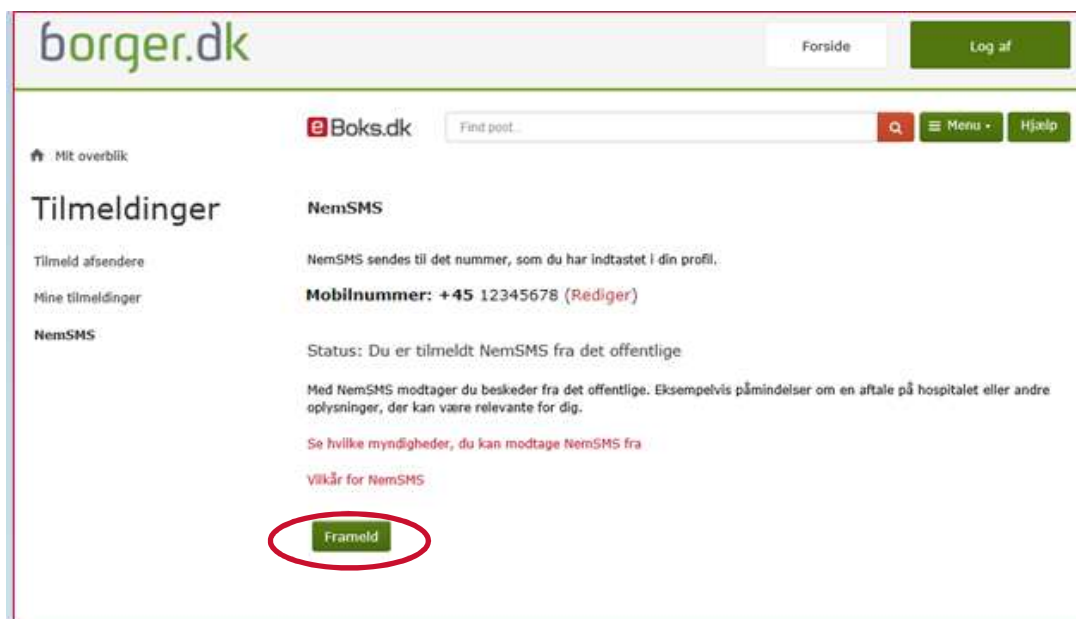 borger.dk
Forside
Log af
e Boks.dk
Find post...
Menu
Hjælp
Mit overblik
Tilmeldinger
Tilmeld afsendere
Mine tilmeldinger
NemSMS
NemSMS
NemSMS sendes til det nummer, som du har indtastet i din profil.
Mobilnummer: +45 12345678 (Rediger)
Status: Du er tilmeldt NemSMS fra det offentlige
Med NemSMS modtager du beskeder fra det offentlige. Eksempelvis påmindelser om en aftale på hospitalet eller andre
oplysninger, der kan være relevante for dig.
Se hvilke myndigheder, du kan modtage NemSMS fra
Vilkår for NemSMS
Frameld